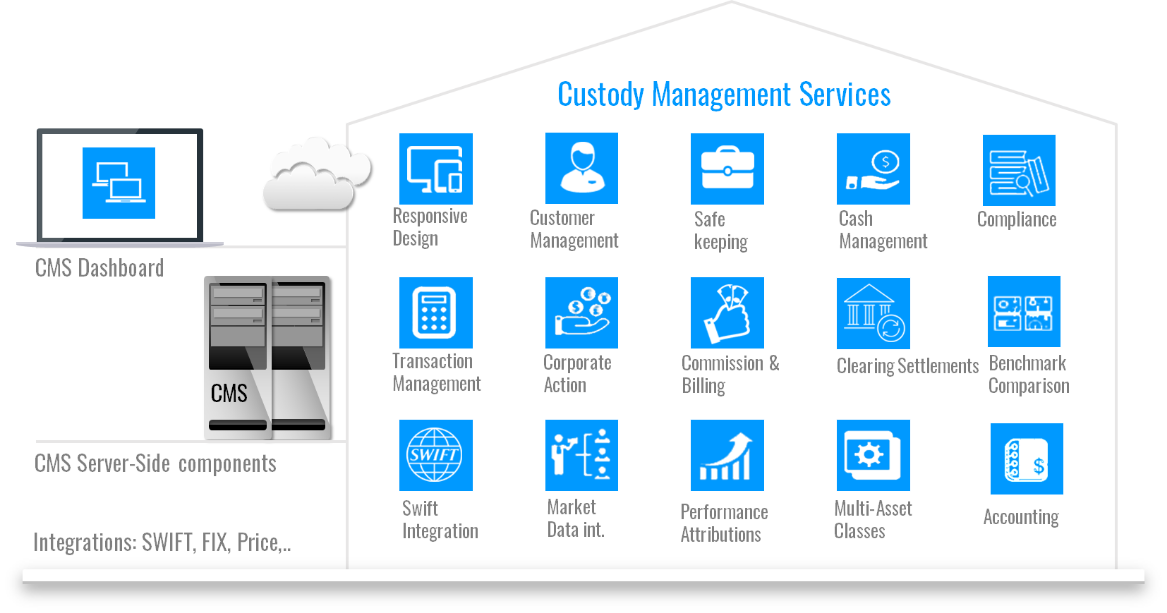 Custody Management Services
CMS Dashboard
CMS
CMS Server-Side components
Integrations: SWIFT, FIX, Price,..
Responsive
Design
Customer
Management
Safe
keeping
$
Cash
Management
Compliance
Transaction
Management
€
$
Corporate
Action
Commission &
Billing
Clearing Settlements
Benchmark
Comparison
SWIFT
Swift
Integration
Market
Data int.
Performance
Attributions
Multi-Asset
Classes
$
Accounting